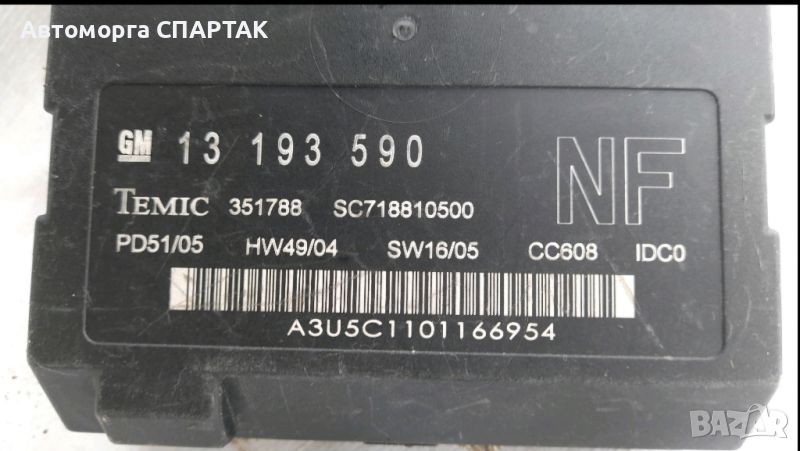 Автоморга СПАРТАК
GM 13 193 590
NF
TEMIC 351788 SC718810500
PD51/05 HW49/04 SW16/05 CC608 IDC0
A3U5C1101166954
BAZAR